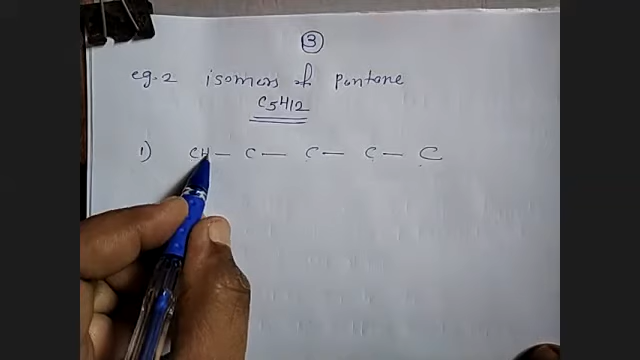 3
eg. 2 isomers of pentane
C5H12
1) CH — C — C — C — C